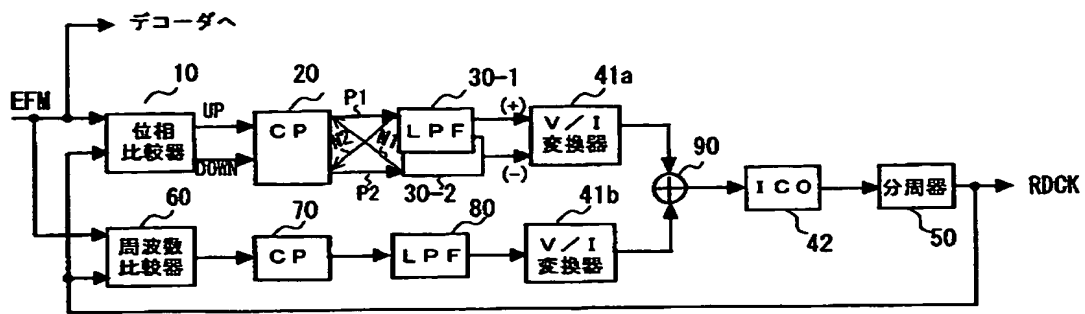 デコーダへ
EFM
10
位相
比較器
UP
DOWN
20
CP
P1
N2
N1
P2
30-1
LPF
30-2
(+)
(-)
41a
V/I
変換器
90
ICO
42
分周器
50
RDCK
60
周波数
比較器
70
CP
80
LPF
41b
V/I
変換器